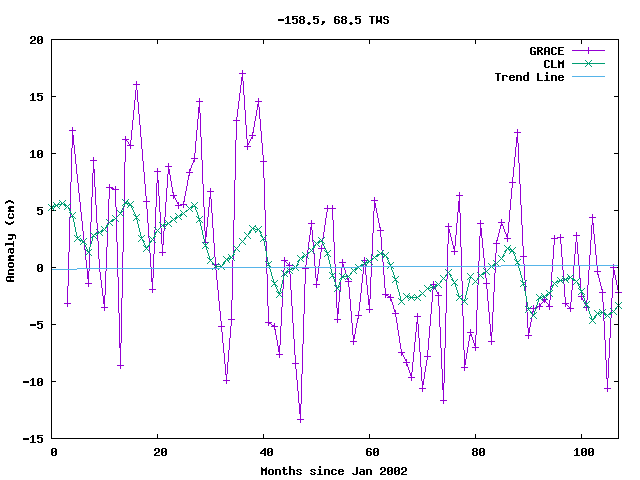 -158.5, 68.5 TWS
GRACE
CLM
Trend Line
20
15
10
5
0
-5
-10
-15
Anomaly (cm)
0 20 40 60 80 100
Months since Jan 2002